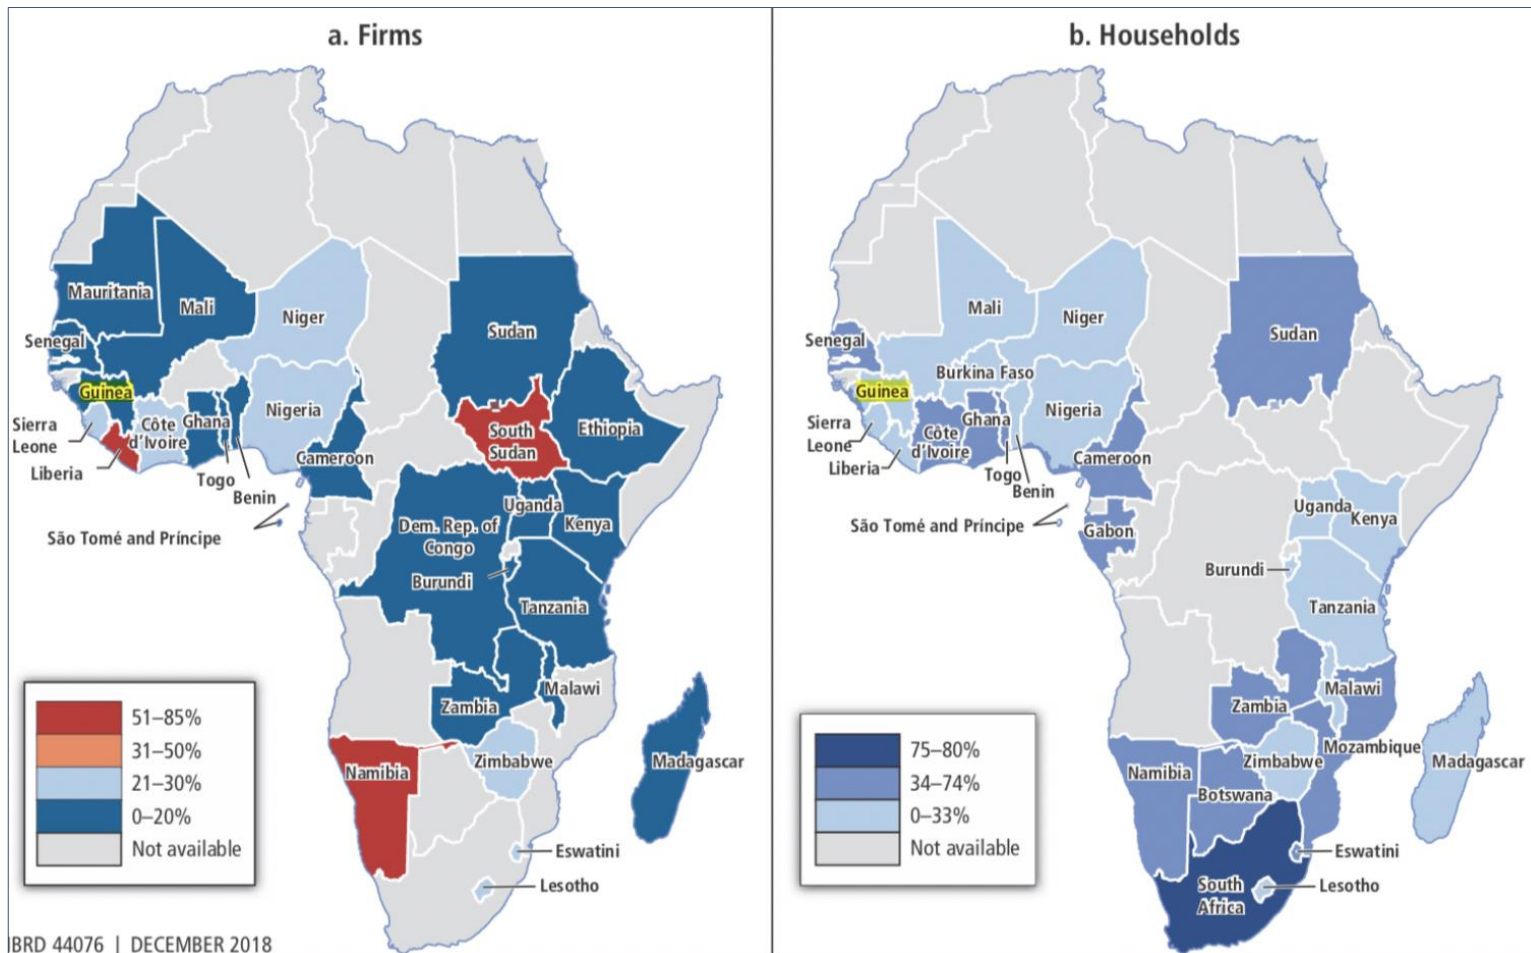 a. Firms
Mauritania
Mali
Niger
Sudan
Senegal
Guinea
Sierra
Leone
Liberia
Côte
d'Ivoire
Ghana
Togo
Benin
Nigeria
Cameroon
South
Sudan
Ethiopia
São Tomé and Príncipe
Dem. Rep. of
Congo
Uganda
Kenya
Burundi
Tanzania
Zambia
Malawi
Zimbabwe
Namibia
Madagascar
Eswatini
Lesotho
51–85%
31–50%
21–30%
0–20%
Not available
IBRD 44076 | DECEMBER 2018
b. Households
Mali
Niger
Sudan
Senegal
Burkina Faso
Guinea
Sierra
Leone
Liberia
Côte
d'Ivoire
Ghana
Togo
Benin
Nigeria
Cameroon
São Tomé and Príncipe
Gabon
Uganda
Kenya
Burundi
Tanzania
Zambia
Malawi
Mozambique
Zimbabwe
Namibia
Botswana
Madagascar
South
Africa
Eswatini
Lesotho
75–80%
34–74%
0–33%
Not available